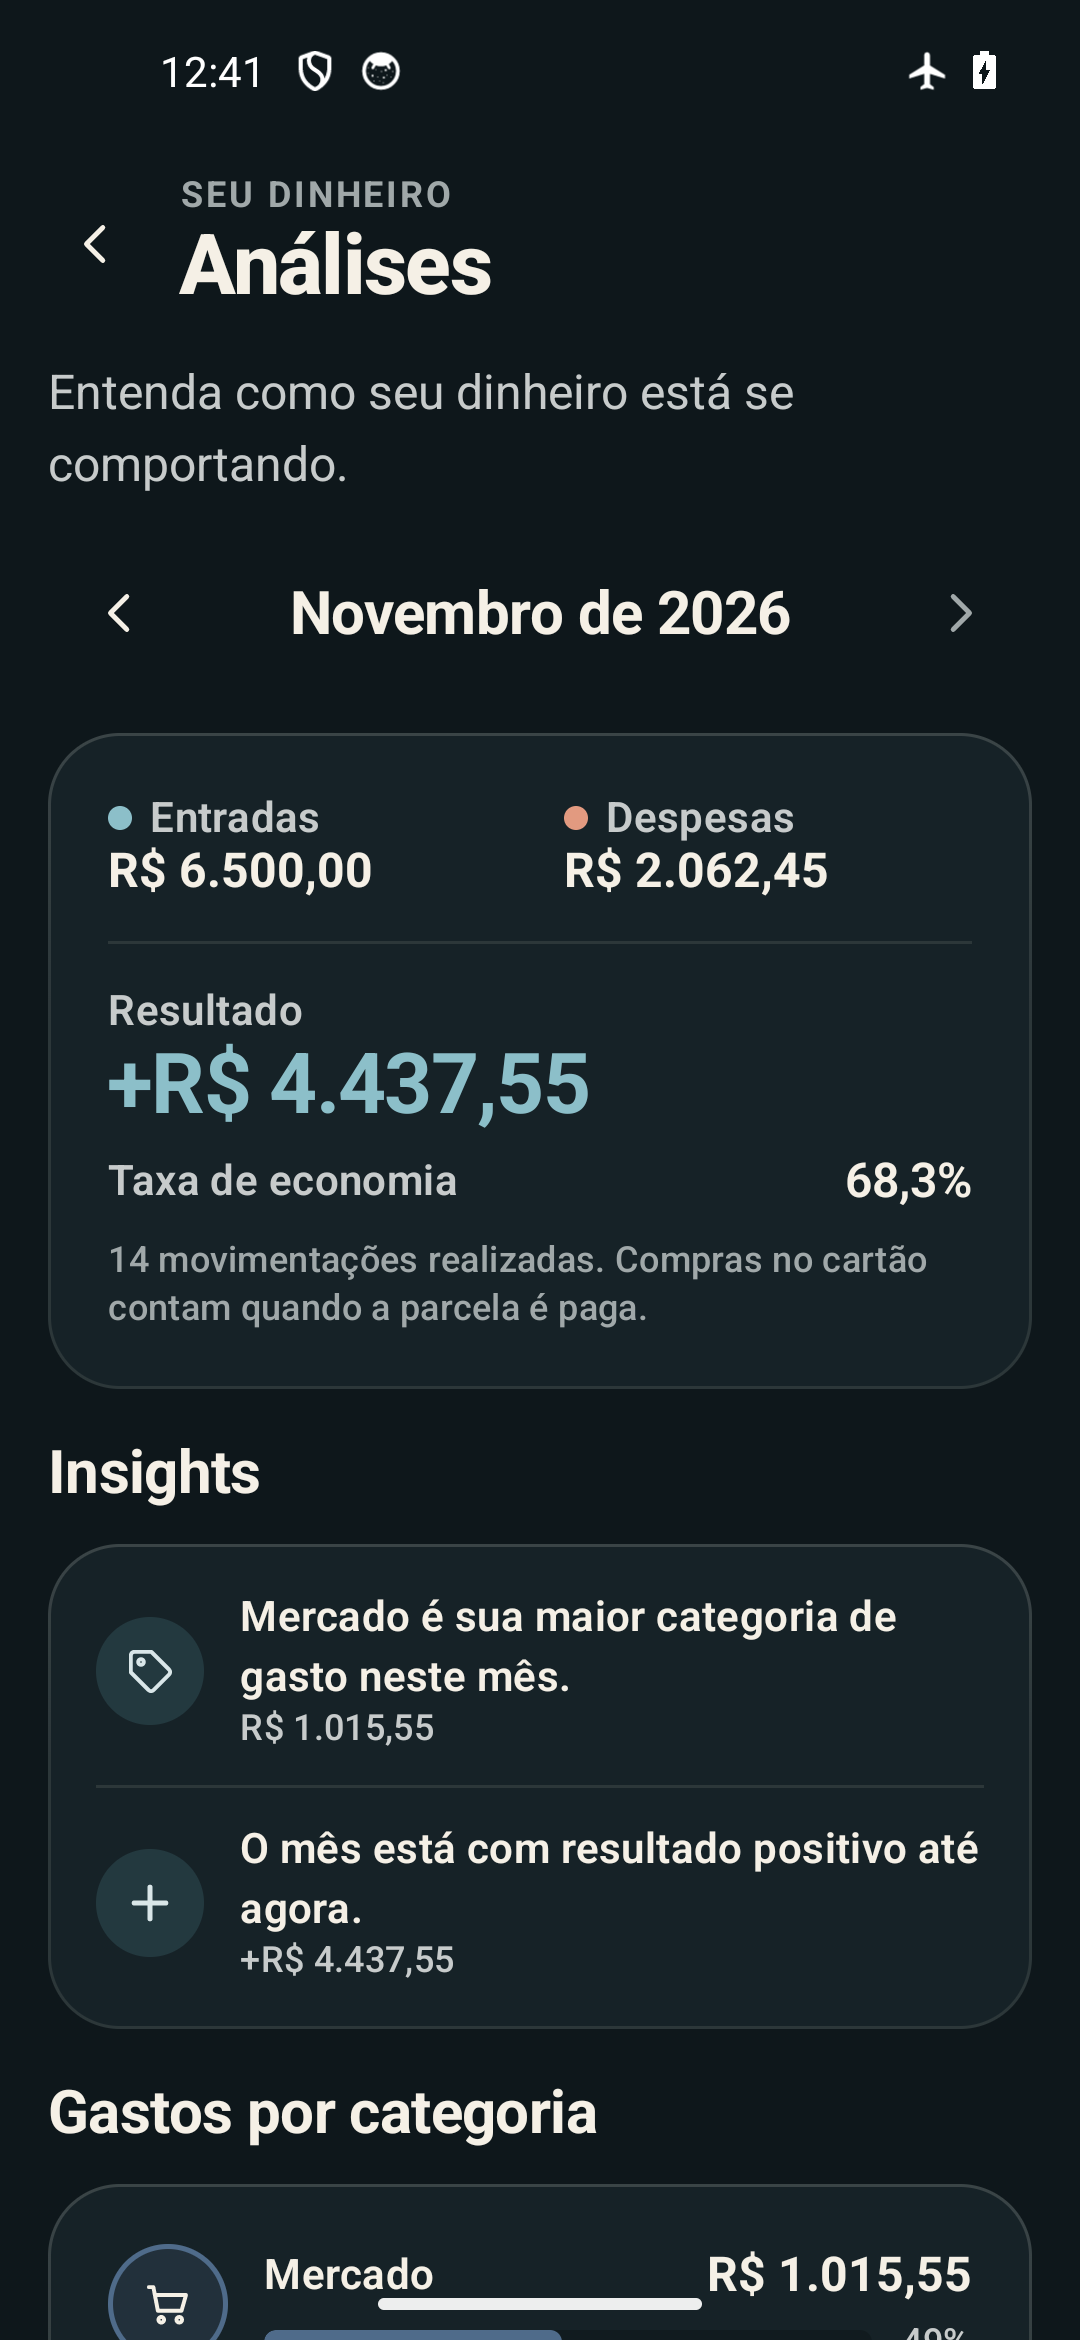 12:41
SEU DINHEIRO
Análises
Entenda como seu dinheiro está se
comportando.
Novembro de 2026
Entradas
R$ 6.500,00
Despesas
R$ 2.062,45
Resultado
+R$ 4.437,55
Taxa de economia
68,3%
14 movimentações realizadas. Compras no cartão
contam quando a parcela é paga.
Insights
Mercado é sua maior categoria de
gasto neste mês.
R$ 1.015,55
O mês está com resultado positivo até
agora.
+R$ 4.437,55
Gastos por categoria
Mercado
R$ 1.015,55